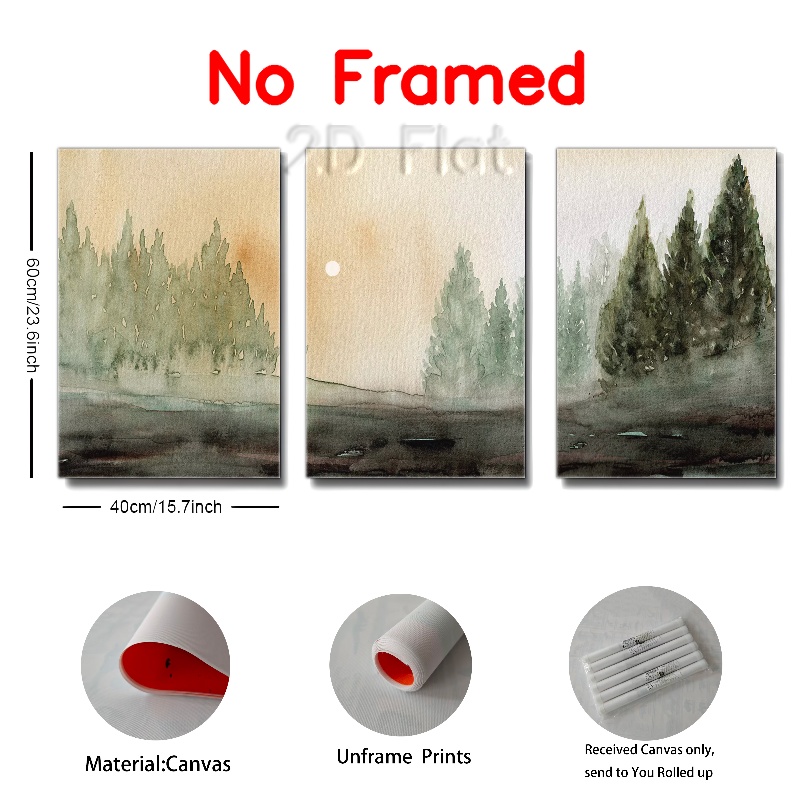 No Framed
2D Flat
60cm/23.6inch
40cm/15.7inch
Material:Canvas
Unframe Prints
Received Canvas only,
send to You Rolled up